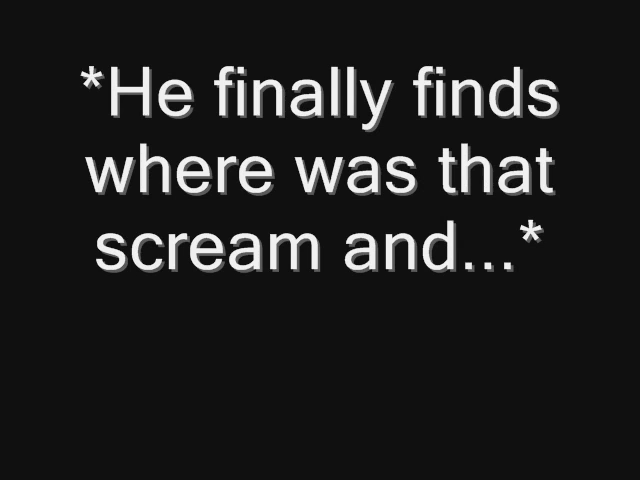 *He finally finds
where was that
scream and...*